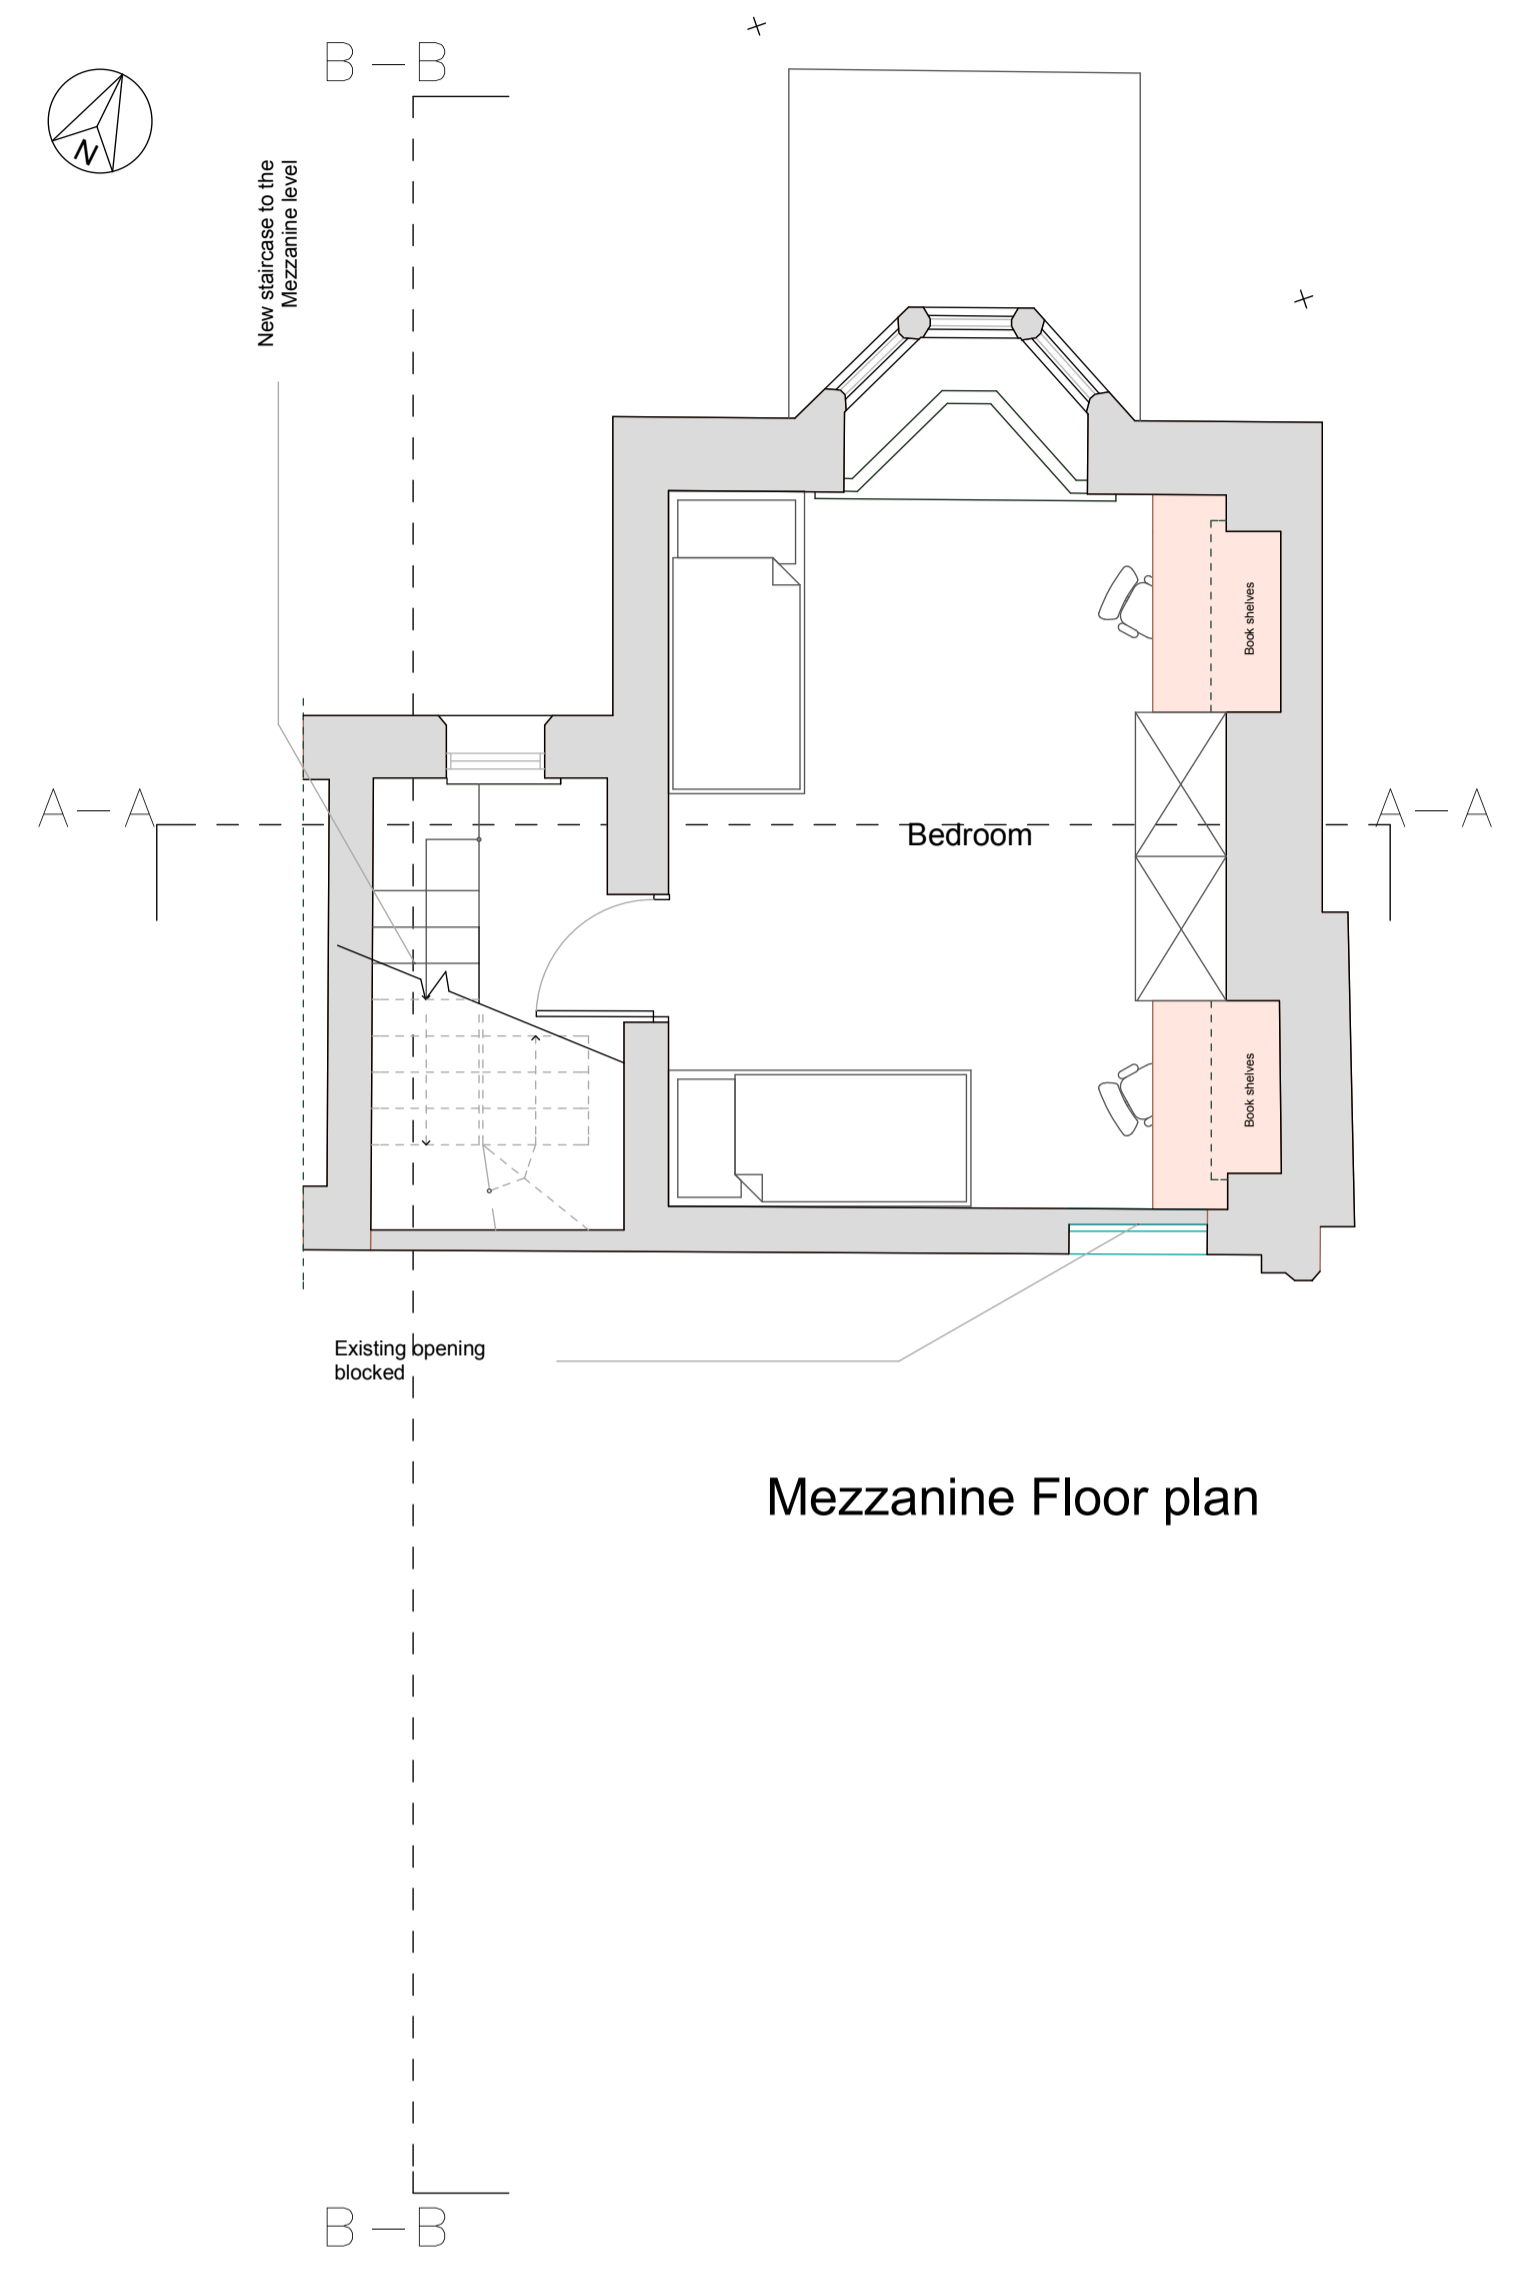 B-B
N
New staircase to the
Mezzanine level
Book shelves
A-A
A-A
Bedroom
Book shelves
Existing opening
blocked
Mezzanine Floor plan
B-B